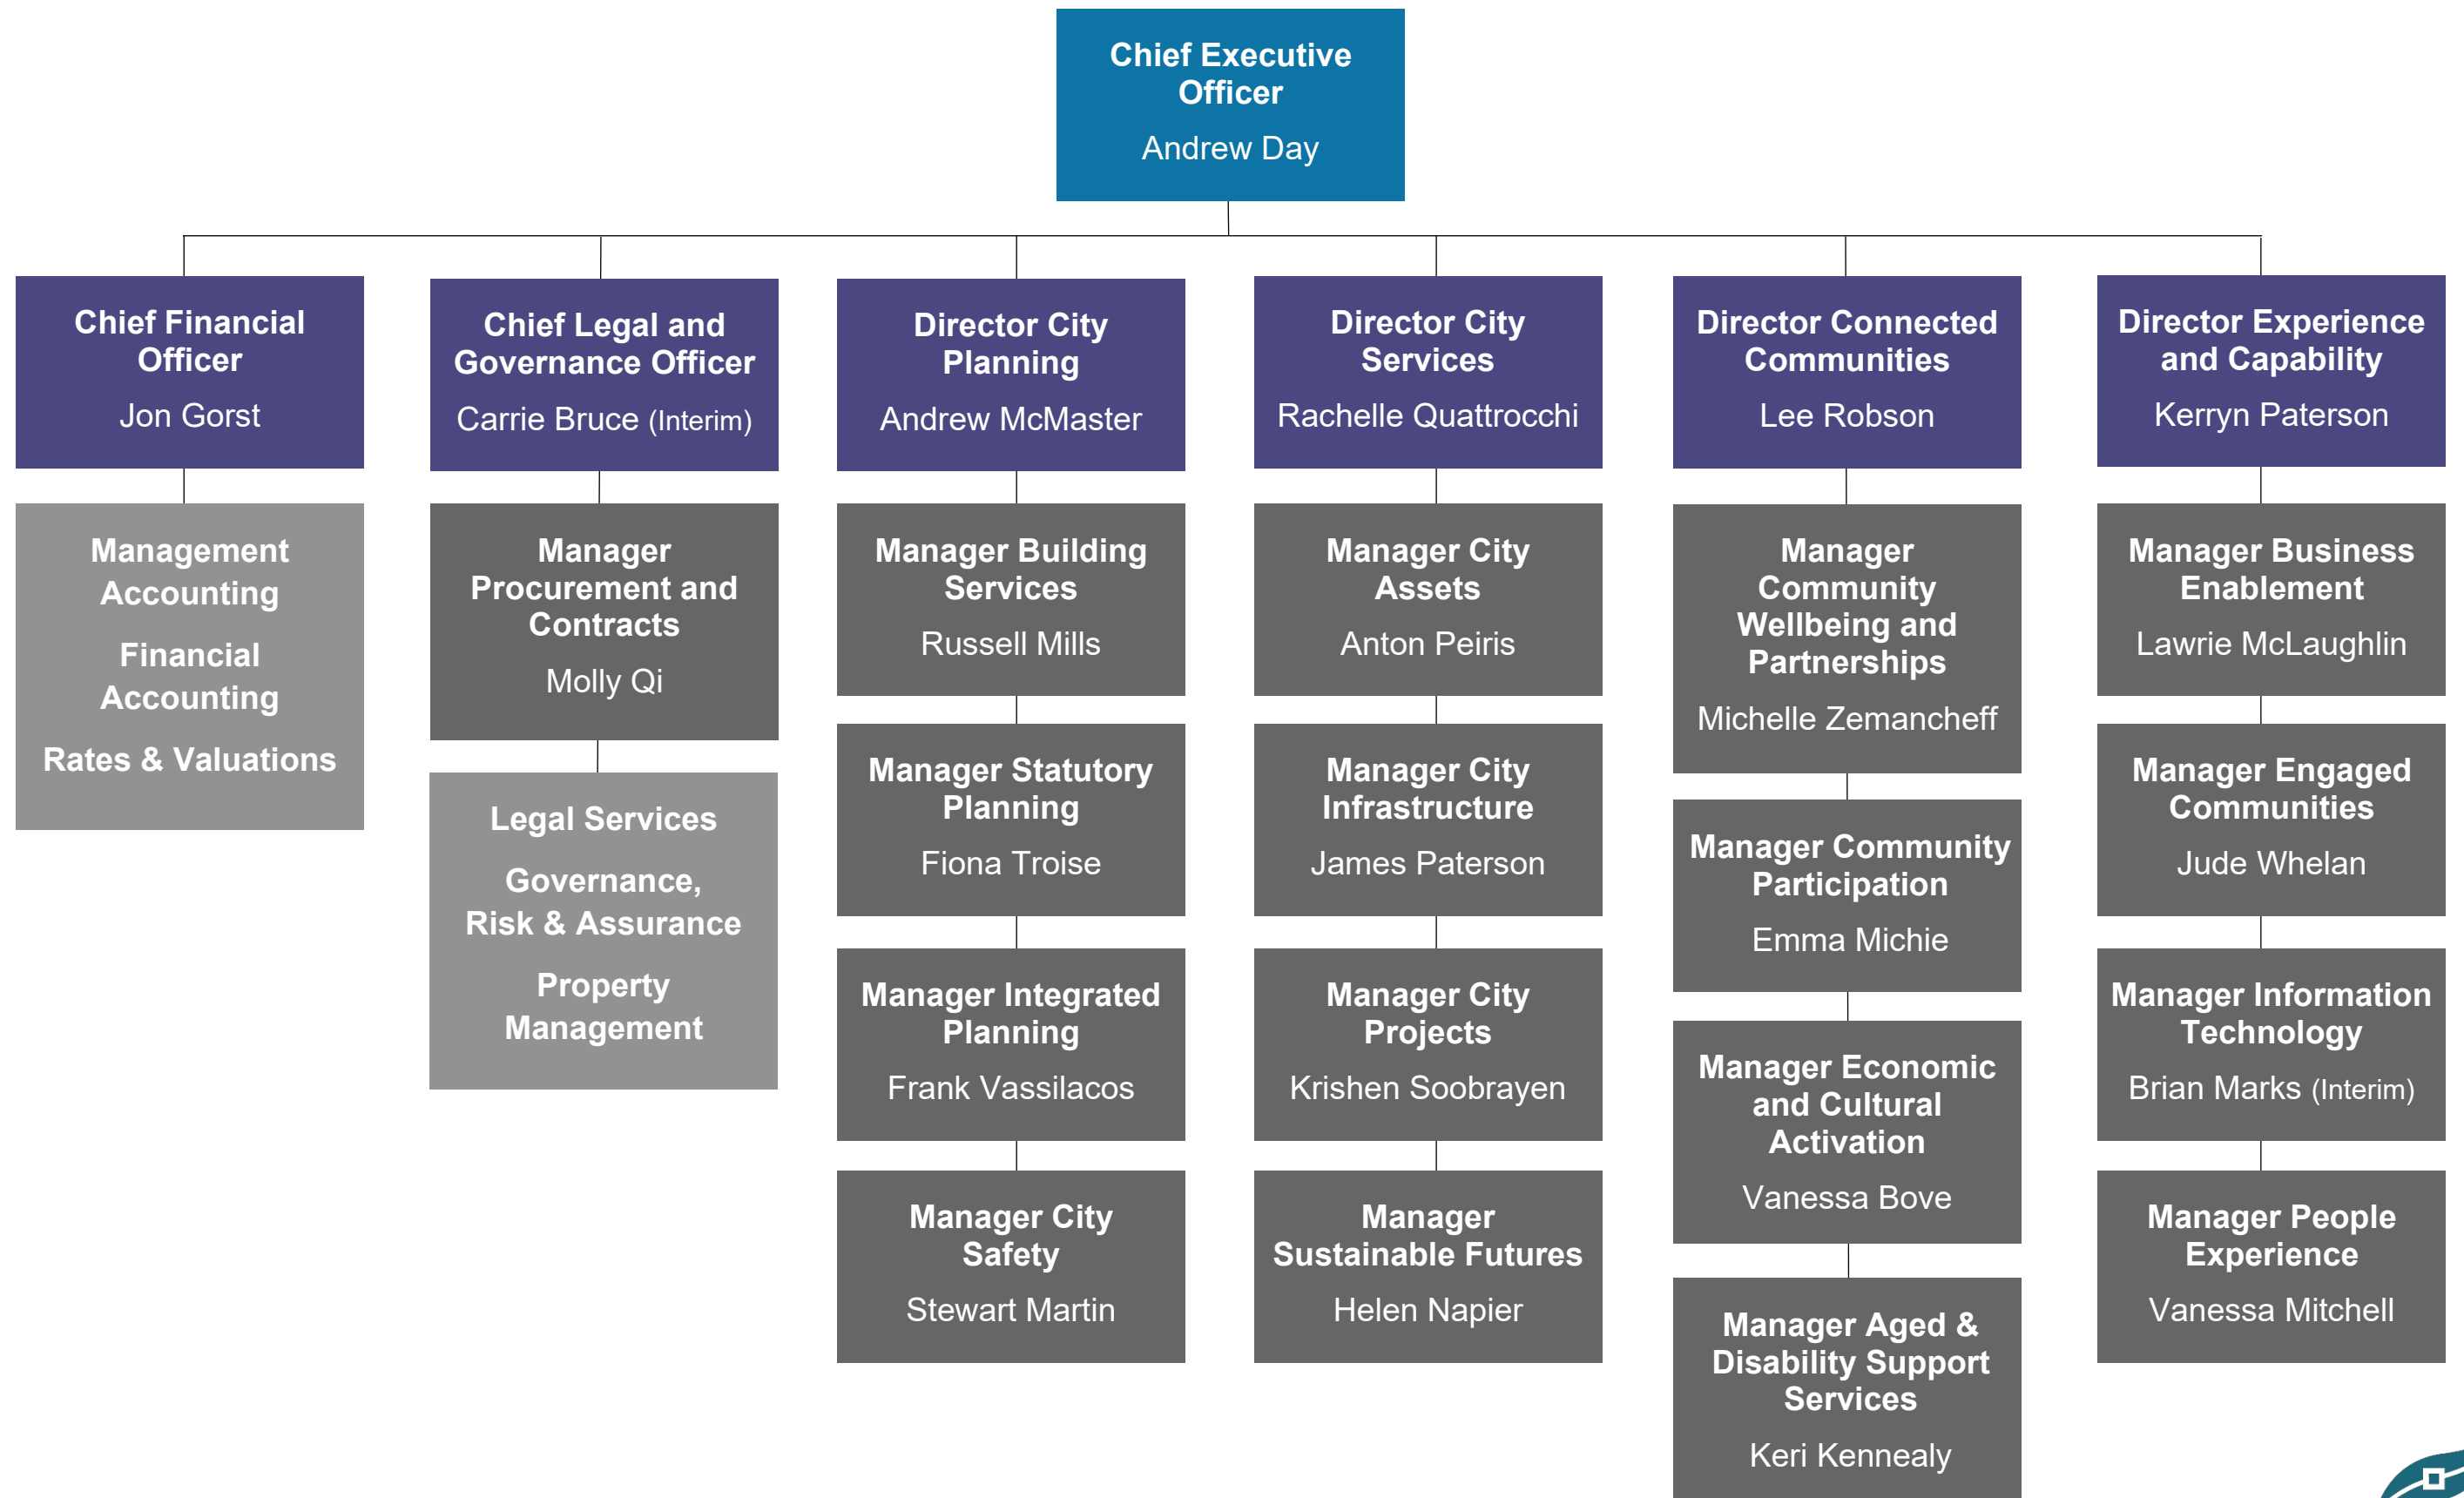 Chief Executive
Officer
Andrew Day
Chief Financial
Officer
Jon Gorst
Management
Accounting
Financial
Accounting
Rates & Valuations
Chief Legal and
Governance Officer
Carrie Bruce (Interim)
Manager
Procurement and
Contracts
Molly Qi
Legal Services
Governance,
Risk & Assurance
Property
Management
Director City
Planning
Andrew McMaster
Manager Building
Services
Russell Mills
Manager Statutory
Planning
Fiona Troise
Manager Integrated
Planning
Frank Vassilacos
Manager City
Safety
Stewart Martin
Director City
Services
Rachelle Quattrocchi
Manager City
Assets
Anton Peiris
Manager City
Infrastructure
James Paterson
Manager City
Projects
Krishen Soobrayen
Manager
Sustainable Futures
Helen Napier
Director Connected
Communities
Lee Robson
Manager
Community
Wellbeing and
Partnerships
Michelle Zemancheff
Manager Community
Participation
Emma Michie
Manager Economic
and Cultural
Activation
Vanessa Bove
Manager Aged &
Disability Support
Services
Keri Kennealy
Director Experience
and Capability
Kerryn Paterson
Manager Business
Enablement
Lawrie McLaughlin
Manager Engaged
Communities
Jude Whelan
Manager Information
Technology
Brian Marks (Interim)
Manager People
Experience
Vanessa Mitchell